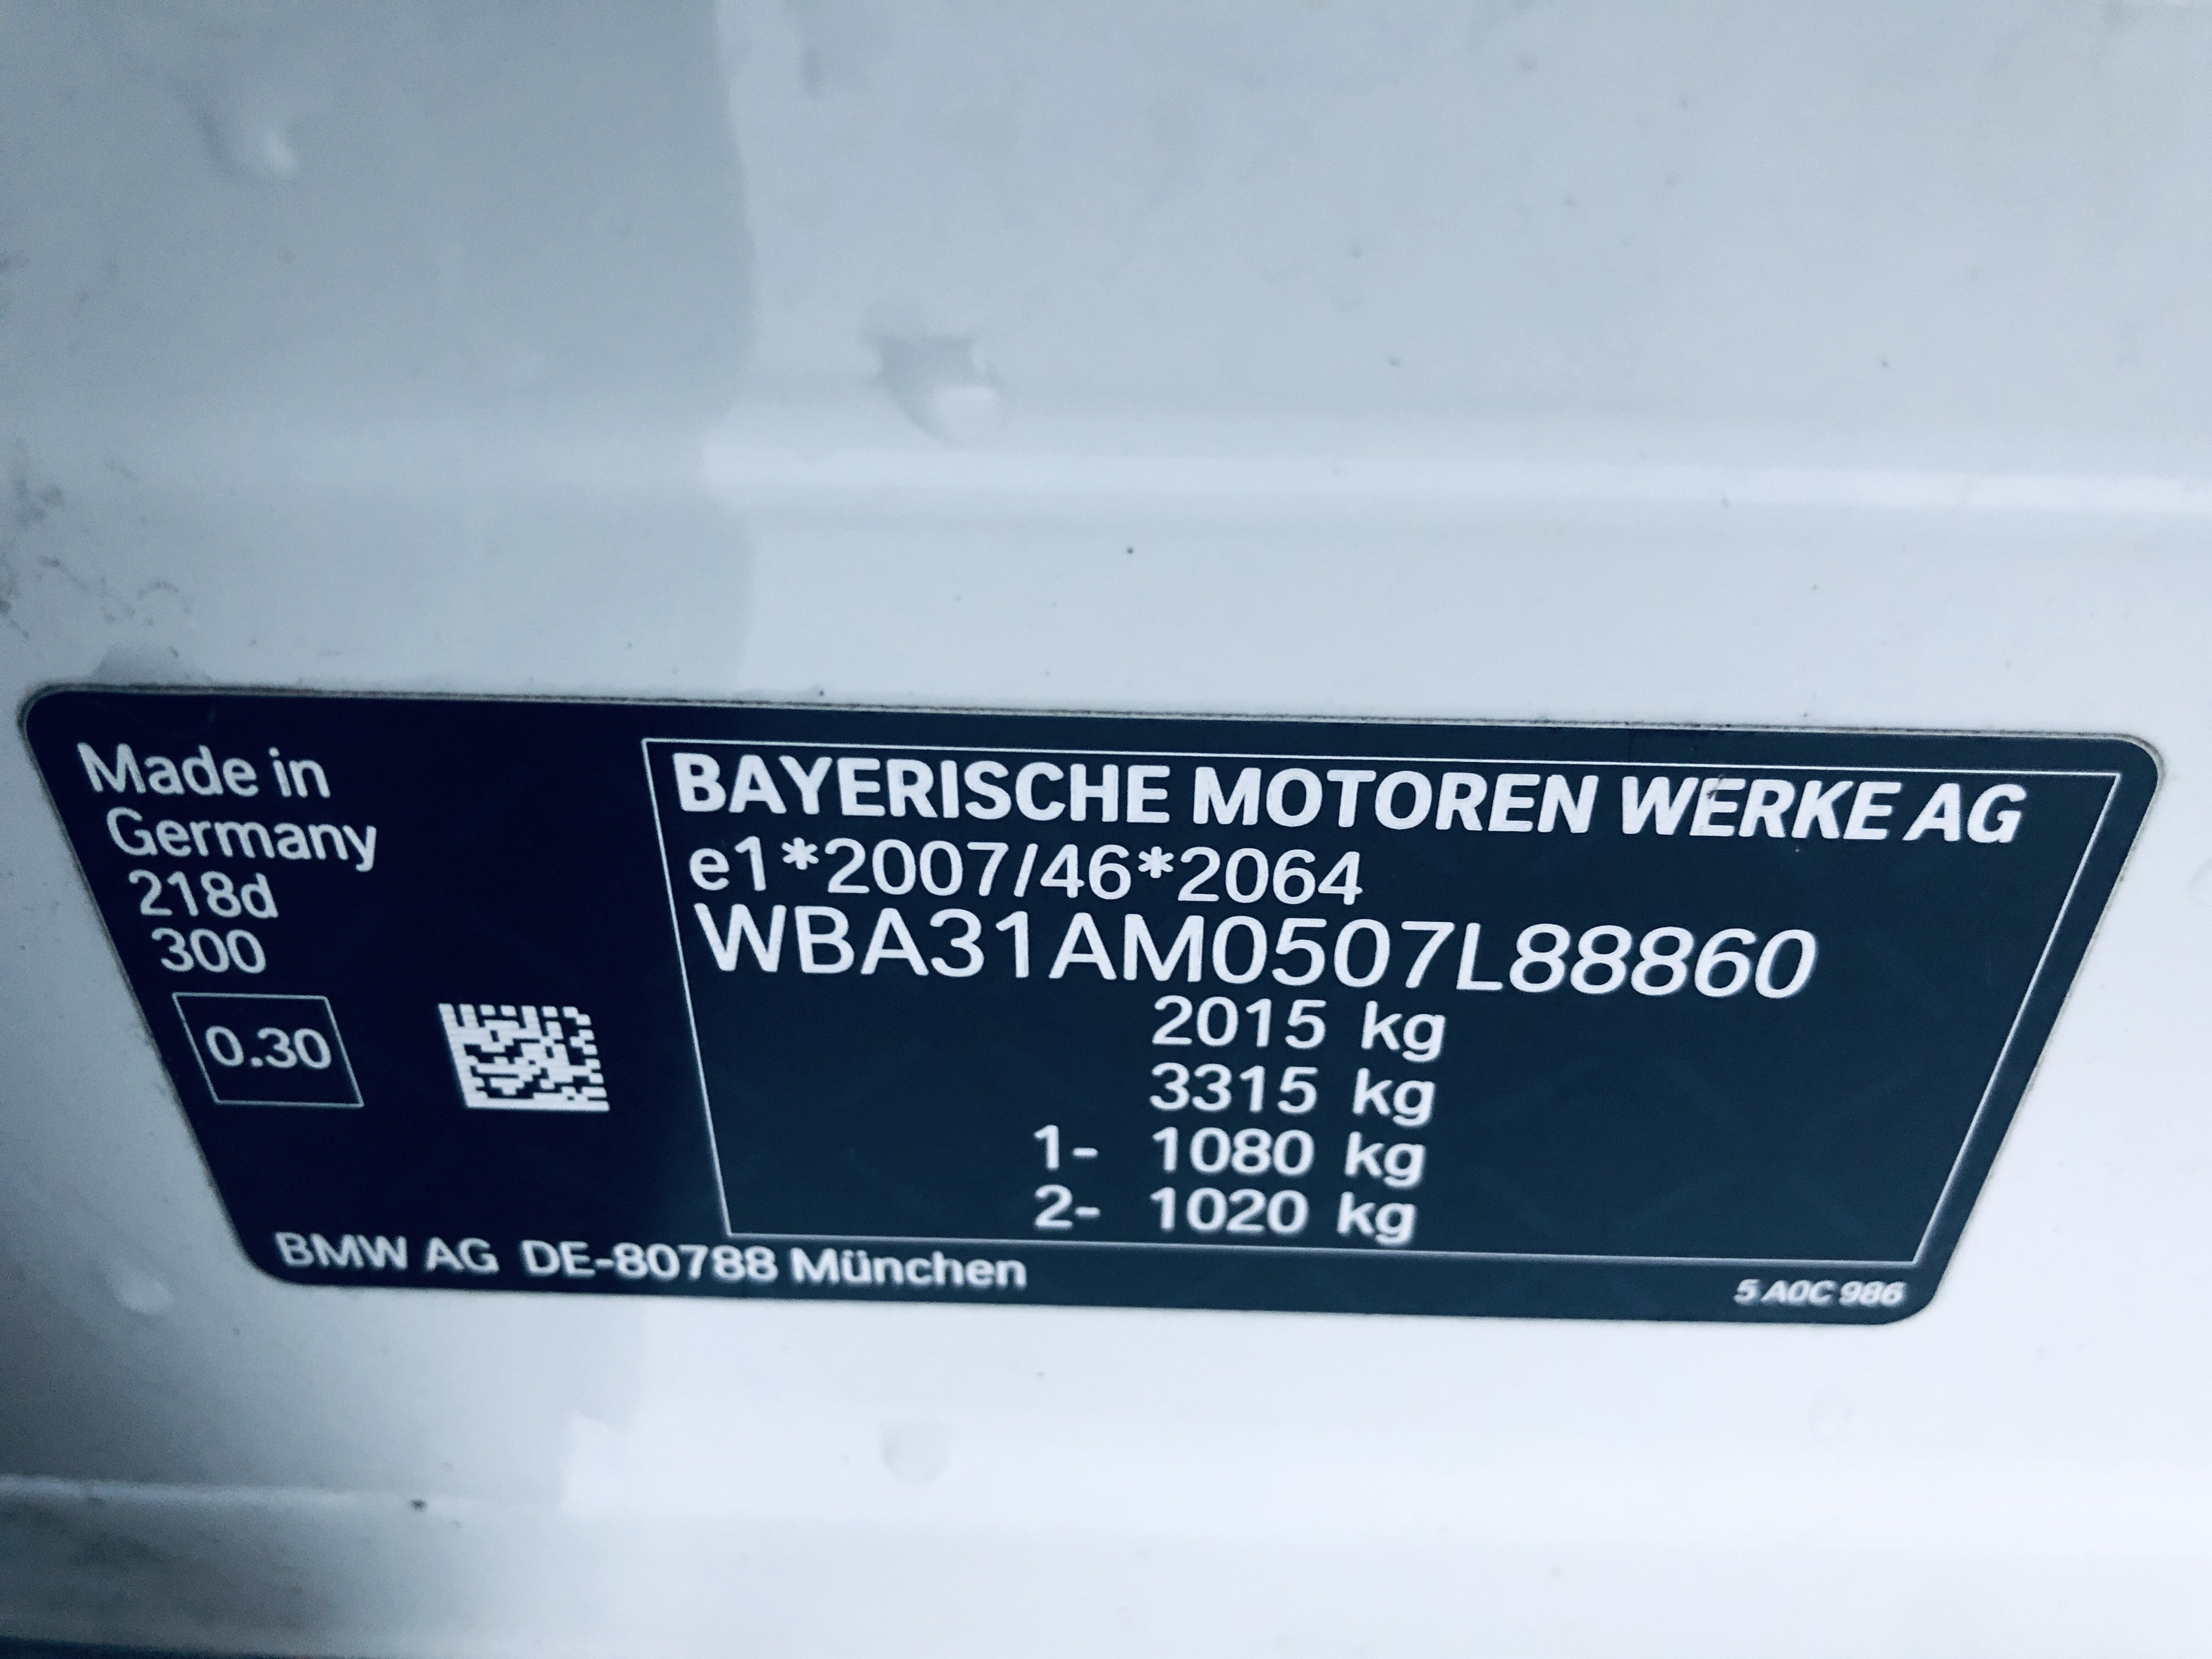 Made in
Germany
218d
300
0.30
BAYERISCHE MOTOREN WERKE AG
e1*2007/46*2064
WBA31AM0507L88860
2015 kg
3315 kg
1- 1080 kg
2- 1020 kg
BMW AG DE-80788 München
5 A0C 986